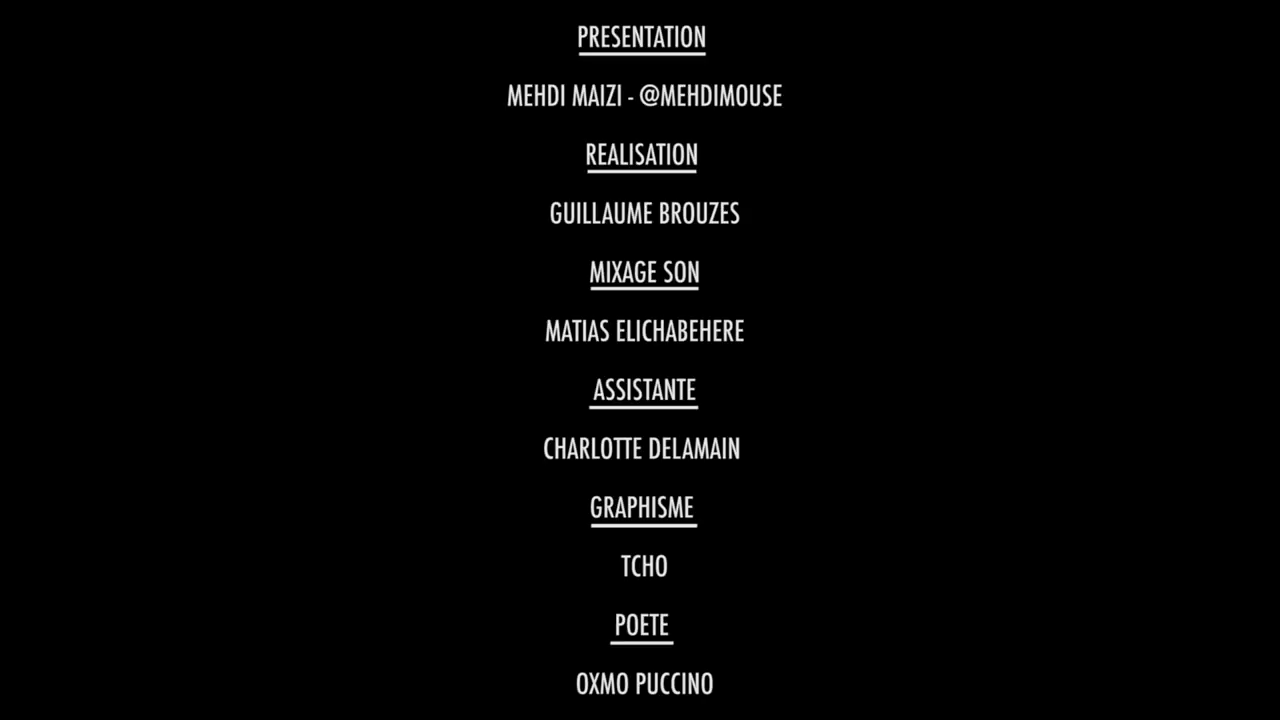 PRESENTATION
MEHDI MAIZI - @MEHDIMOUSE
REALISATION
GUILLAUME BROUZES
MIXAGE SON
MATIAS ELICHABEHERE
ASSISTANTE
CHARLOTTE DELAMAIN
GRAPHISME
TCHO
POETE
OXMO PUCCINO